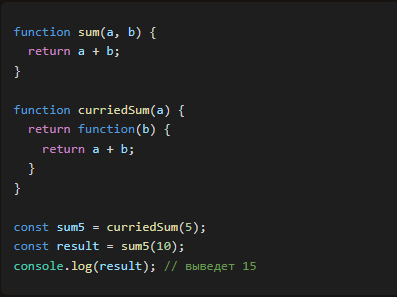 function sum(a, b) {
  return a + b;
}

function curriedSum(a) {
  return function(b) {
    return a + b;
  }
}

const sum5 = curriedSum(5);
const result = sum5(10);
console.log(result); // выведет 15